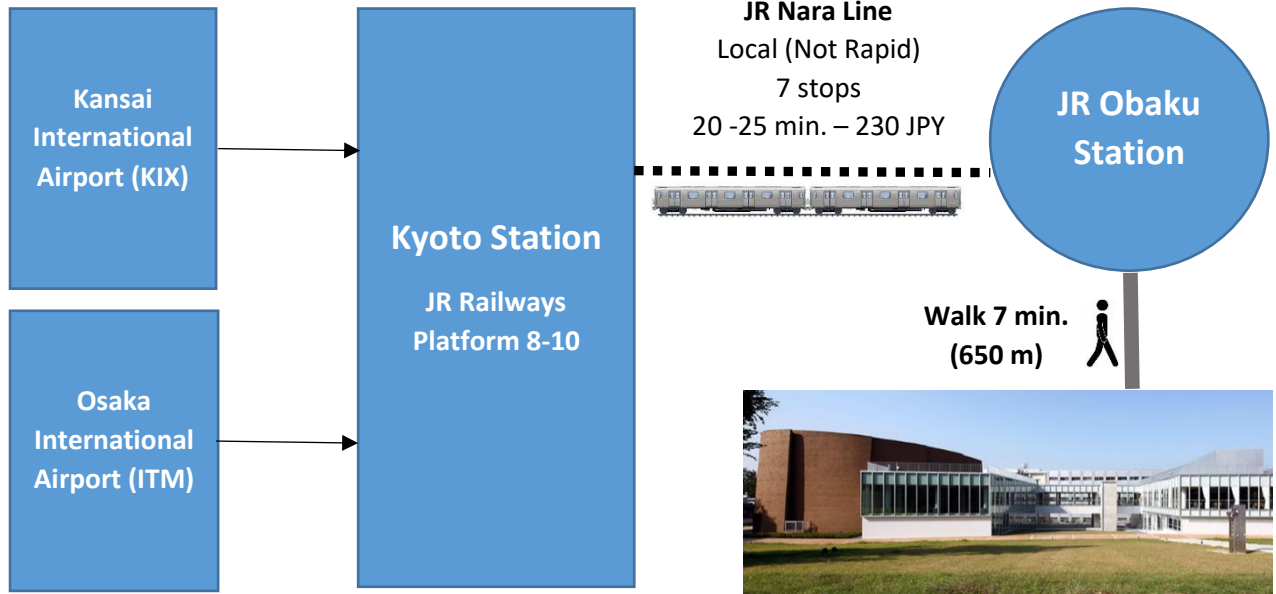 Kansai
International
Airport (KIX)
Osaka
International
Airport (ITM)
Kyoto Station
JR Railways
Platform 8-10
JR Nara Line
Local (Not Rapid)
7 stops
20 -25 min. – 230 JPY
JR Obaku
Station
Walk 7 min.
(650 m)